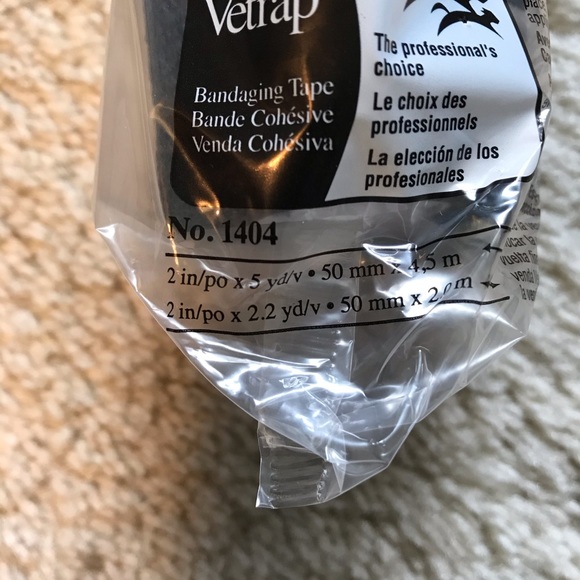 Vetrap
Bandaging Tape
Bande Cohésive
Venda Cohésiva
The professional's
choice
Le choix des
professionnels
La elección de los
profesionales
No. 1404
2 in/po x 5 yd/v • 50 mm x 4,5 m
2 in/po x 2.2 yd/v • 50 mm x 2.0 m
vuelta